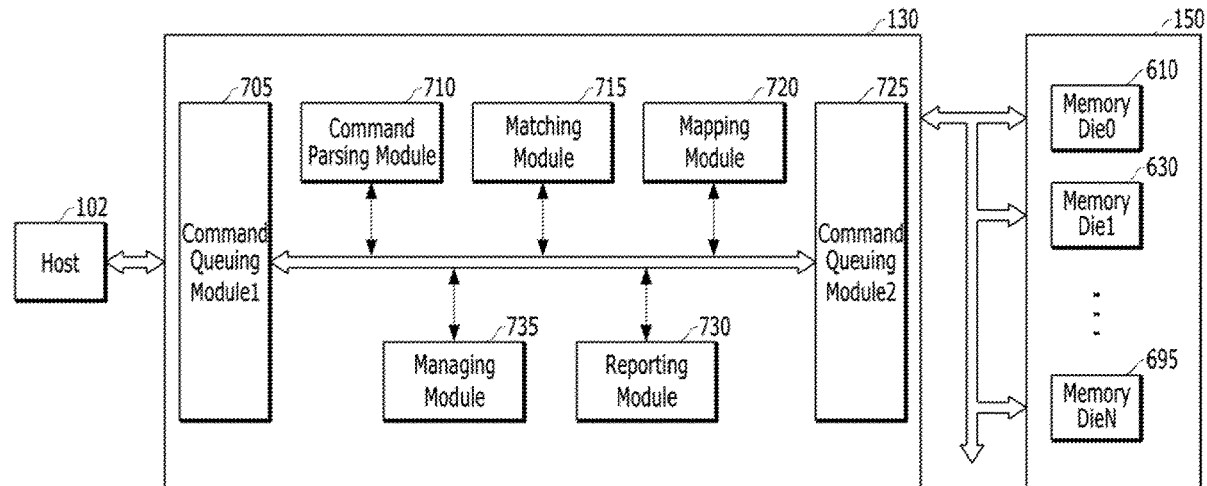 130
150
705
710
715
720
725
610
Command
Parsing Module
Matching
Module
Mapping
Module
Memory
Die0
630
Memory
Die1
102
Host
Command
Queuing
Module1
Command
Queuing
Module2
735
730
Managing
Module
Reporting
Module
695
Memory
DieN